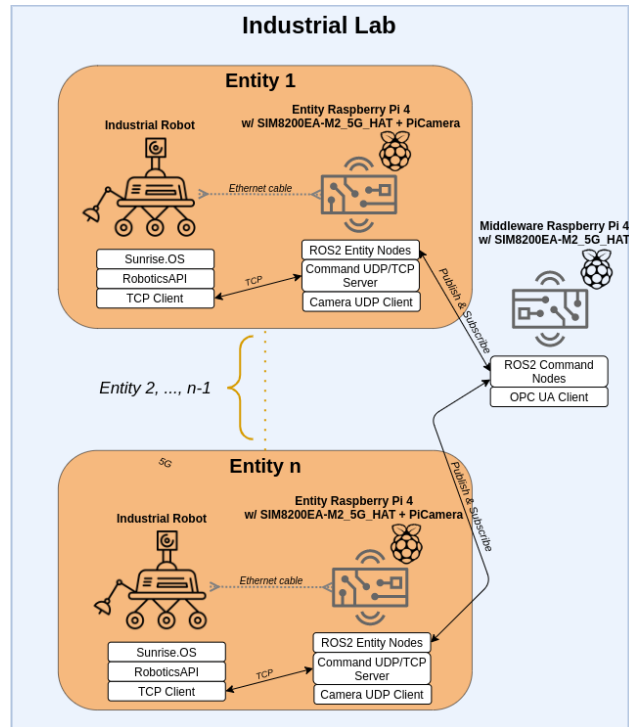 Industrial Lab
Entity 1
Industrial Robot
Entity Raspberry Pi 4
w/ SIM8200EA-M2_5G_HAT + PiCamera
Ethernet cable
Sunrise.OS
RoboticsAPI
TCP Client
TCP
ROS2 Entity Nodes
Command UDP/TCP
Server
Camera UDP Client
Publish & Subscribe
Middleware Raspberry Pi 4
w/ SIM8200EA-M2_5G_HAT
ROS2 Command
Nodes
OPC UA Client
Entity 2, ..., n-1
5G
Entity n
Industrial Robot
Entity Raspberry Pi 4
w/ SIM8200EA-M2_5G_HAT + PiCamera
Ethernet cable
Sunrise.OS
RoboticsAPI
TCP Client
TCP
ROS2 Entity Nodes
Command UDP/TCP
Server
Camera UDP Client
Publish & Subscribe